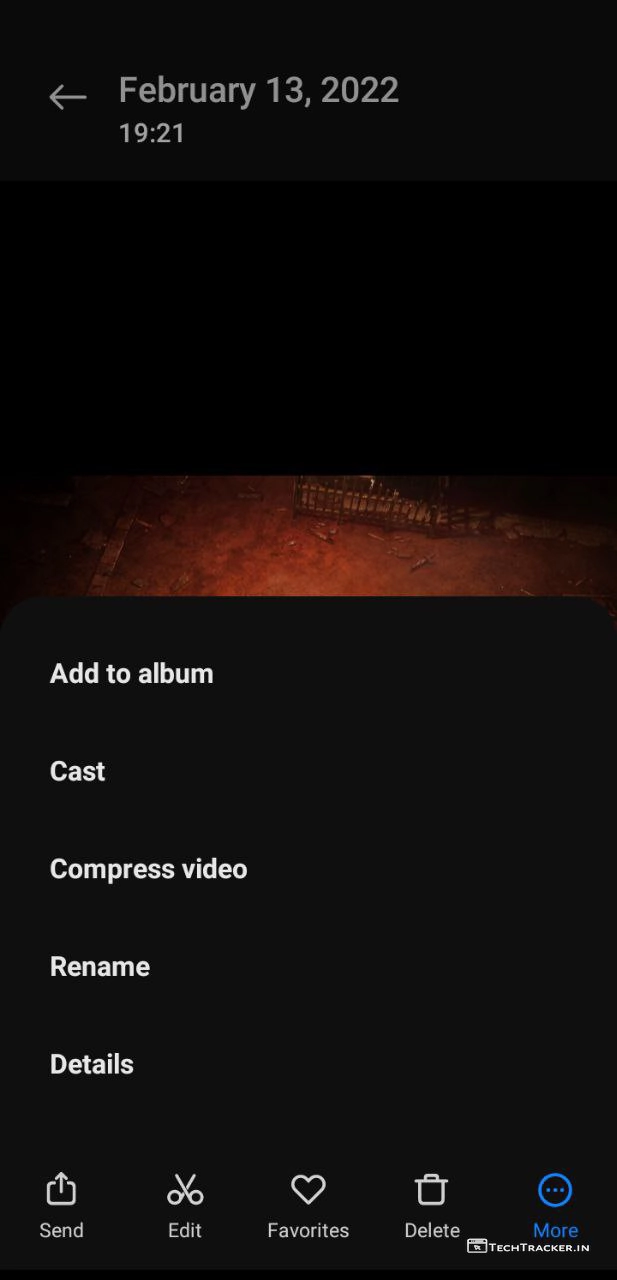 February 13, 2022
19:21
Add to album
Cast
Compress video
Rename
Details
Send Edit Favorites Delete More
TECHTRACKER.IN